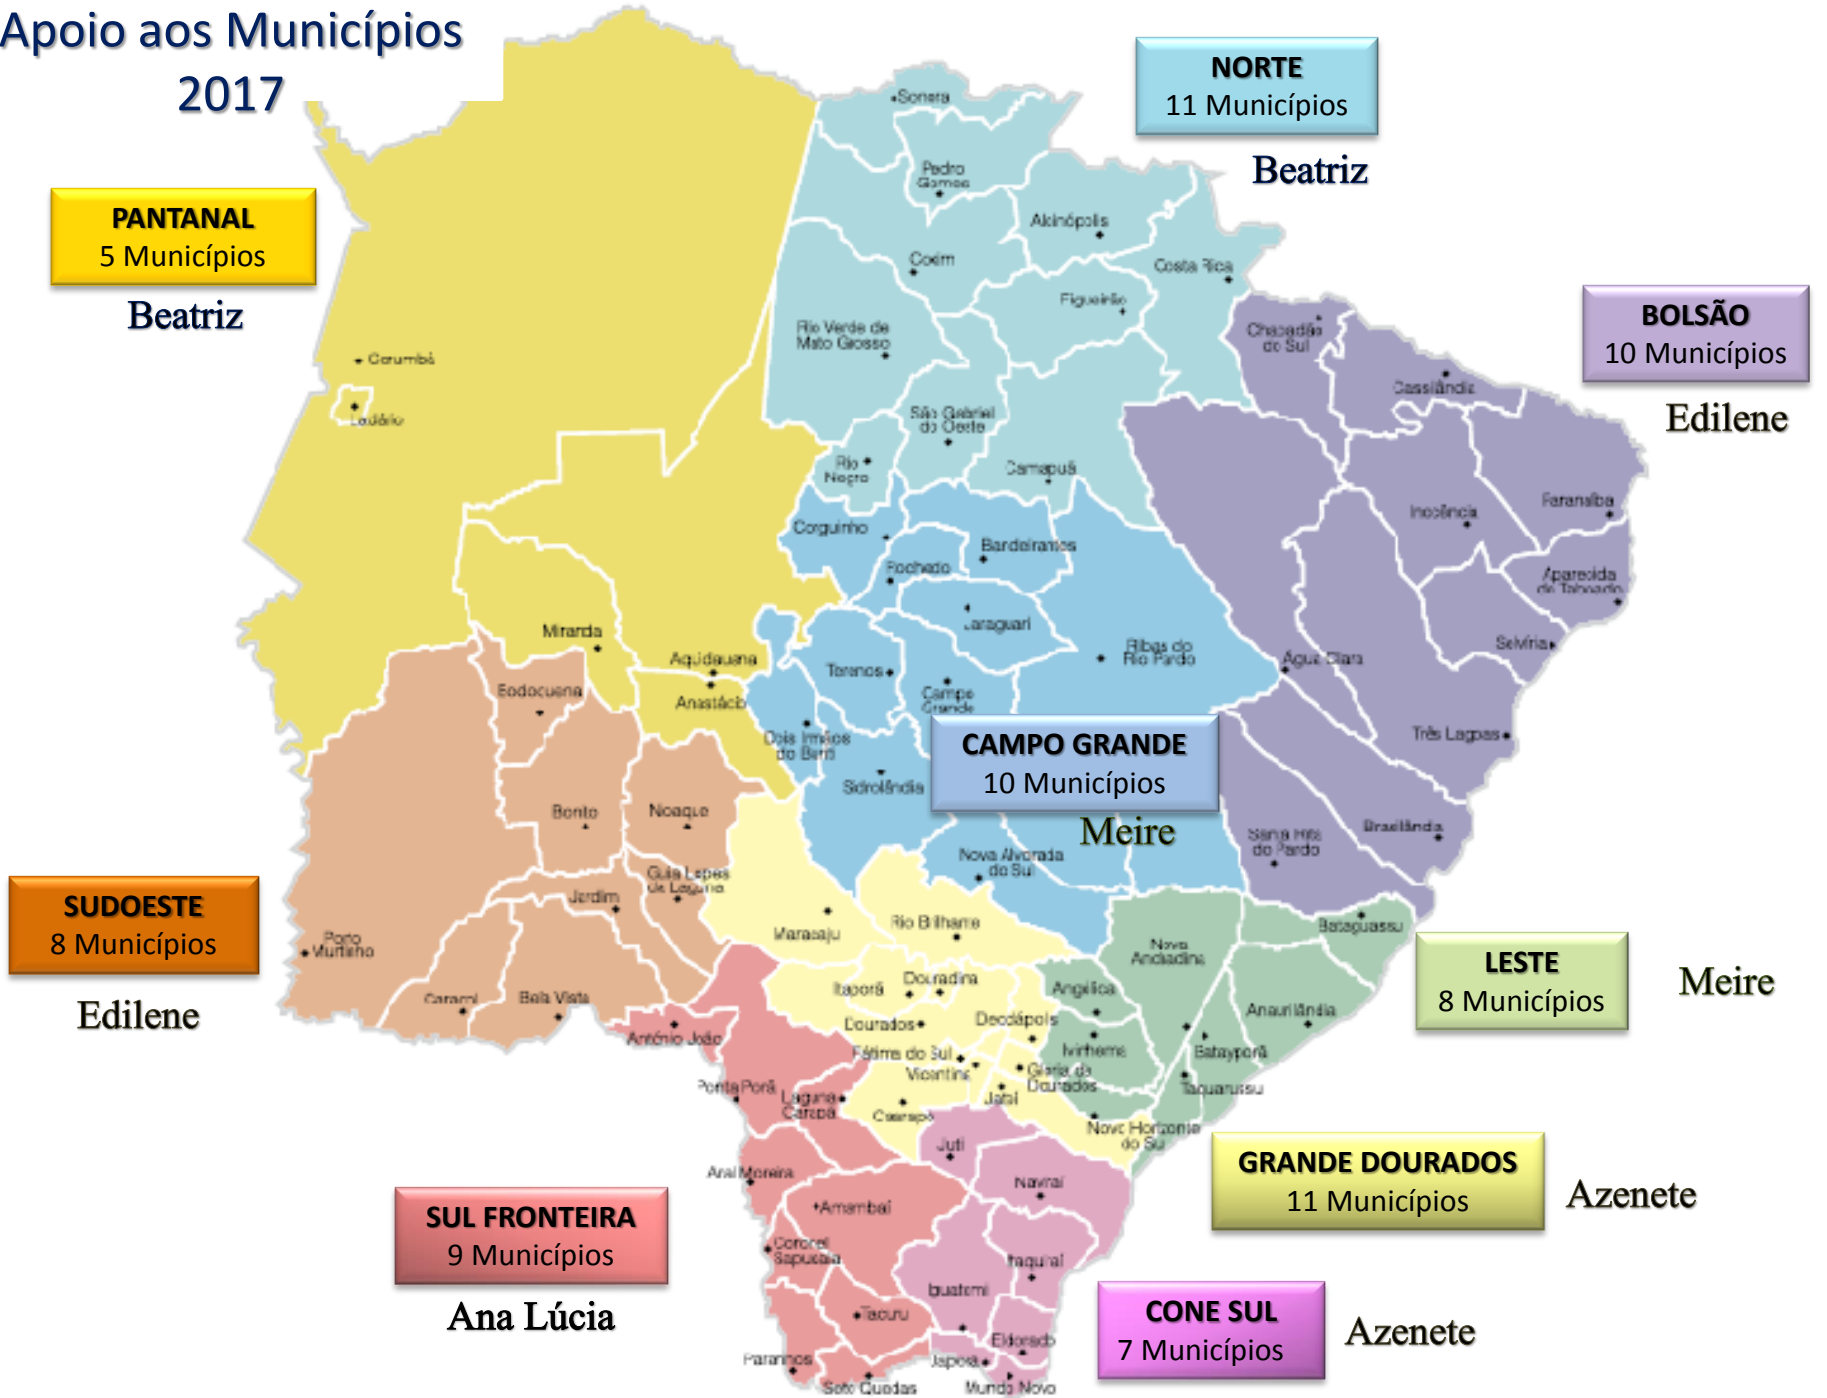 Apoio aos Municípios
2017
NORTE
11 Municípios
Beatriz
PANTANAL
5 Municípios
Beatriz
BOLSÃO
10 Municípios
Edilene
CAMPO GRANDE
10 Municípios
Meire
SUDOESTE
8 Municípios
Edilene
LESTE
8 Municípios
Meire
GRANDE DOURADOS
11 Municípios
Azenete
SUL FRONTEIRA
9 Municípios
Ana Lúcia
CONE SUL
7 Municípios
Azenete
Sonora
Pedro
Gomes
Alcinópolis
Coxim
Costa Rica
Figueirão
Rio Verde de
Mato Grosso
Chapadão
do Sul
Cassilândia
Corumbá
Ladário
São Gabriel
do Oeste
Rio
Negro
Camapuã
Paranaíba
Inocência
Corguinho
Bandeirantes
Rochedo
Aparecida
do Taboado
Jaraguari
Miranda
Selvíria
Ribas do
Rio Pardo
Aquidauana
Terenos
Água Clara
Bodoquena
Anastácio
Campo
Grande
Três Lagoas
Dois Irmãos
do Buriti
Sidrolândia
Bonito
Nioaque
Santa Rita
do Pardo
Brasilândia
Nova Alvorada
do Sul
Guia Lopes
da Laguna
Jardim
Maracaju
Rio Brilhante
Bataguassu
Porto
Murtinho
Nova
Andradina
Itaporã
Douradina
Angélica
Caracol
Bela Vista
Anaurilândia
Antônio João
Dourados
Deodápolis
Fátima do Sul
Vicentina
Ivinhema
Batayporã
Glória de
Dourados
Ponta Porã
Laguna
Carapã
Jateí
Taquarussu
Caarapó
Novo Horizonte
do Sul
Juti
Aral Moreira
Naviraí
Amambaí
Coronel
Sapucaia
Itaquiraí
Iguatemi
Tacuru
Eldorado
Paranhos
Japorã
Sete Quedas
Mundo Novo